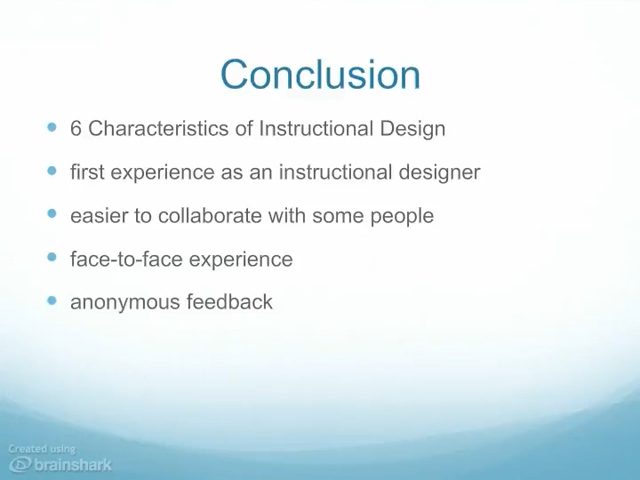 Conclusion
6 Characteristics of Instructional Design
first experience as an instructional designer
easier to collaborate with some people
face-to-face experience
anonymous feedback
Created using
brainshark